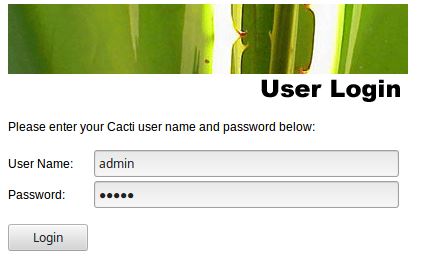 User Login
Please enter your Cacti user name and password below:
User Name: admin
Password: •••••
Login